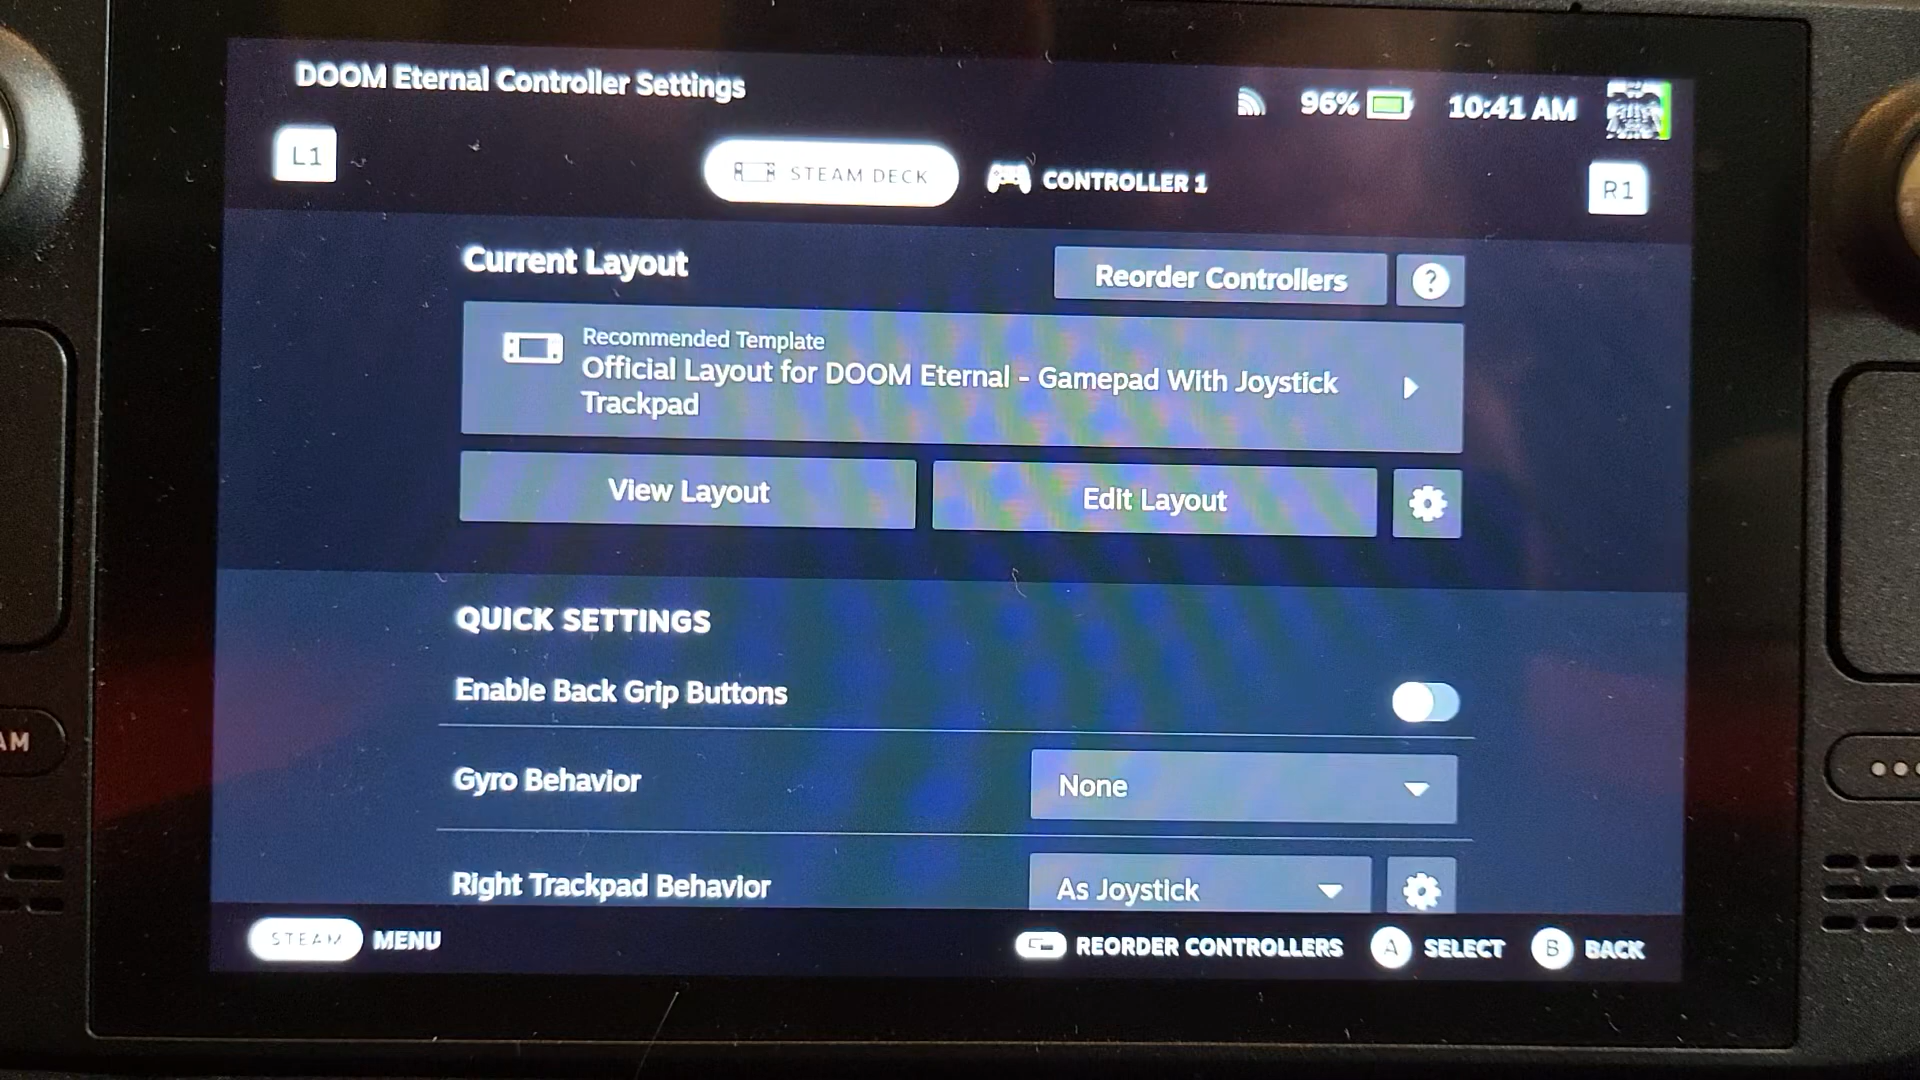 DOOM Eternal Controller Settings
96%
10:41 AM
L1
STEAM DECK
CONTROLLER 1
R1
Current Layout
Reorder Controllers
?
Recommended Template
Official Layout for DOOM Eternal - Gamepad With Joystick
Trackpad
View Layout
Edit Layout
QUICK SETTINGS
Enable Back Grip Buttons
AM
Gyro Behavior
None
Right Trackpad Behavior
As Joystick
STEAM
MENU
REORDER CONTROLLERS
A
SELECT
B
BACK